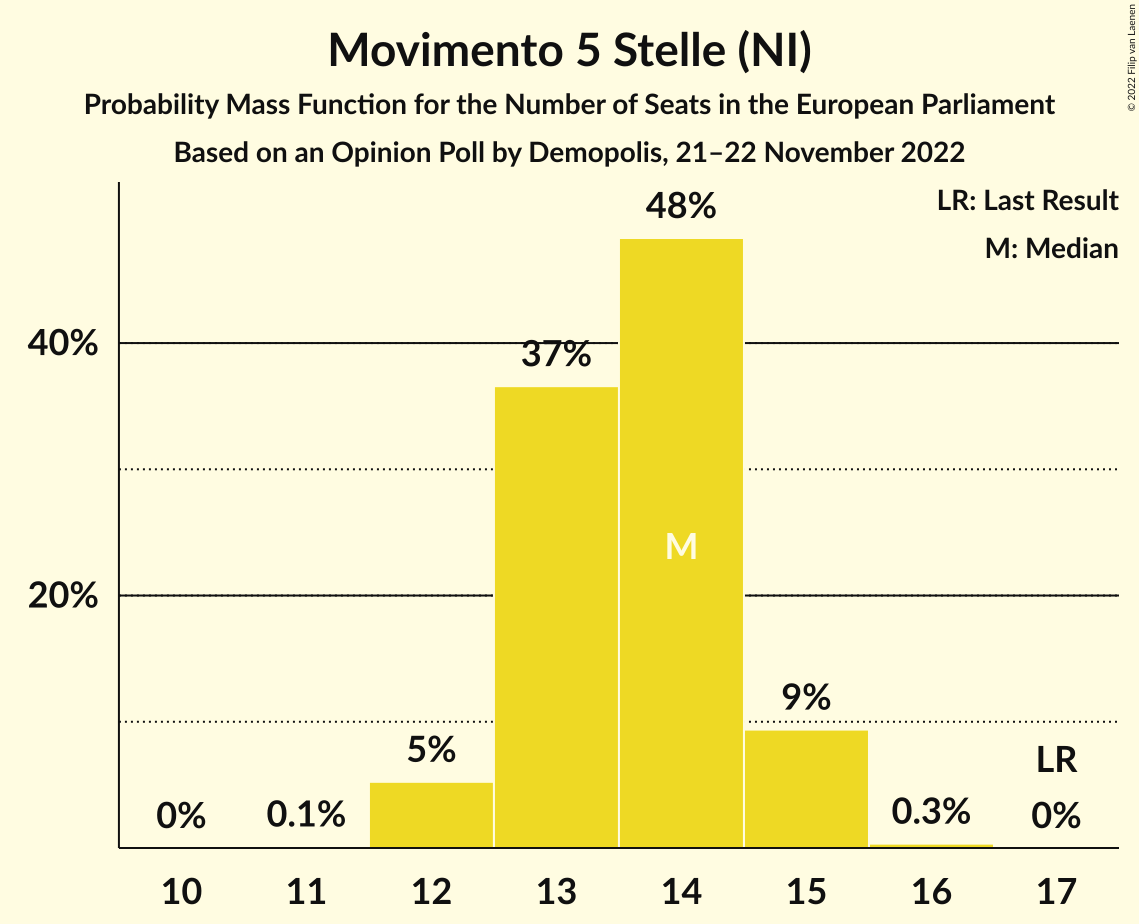 Movimento 5 Stelle (NI)
Probability Mass Function for the Number of Seats in the European Parliament
Based on an Opinion Poll by Demopolis, 21–22 November 2022
© 2022 Filip van Laenen
LR: Last Result
M: Median
48%
40%
37%
M
20%
9%
5%
LR
0%
0.1%
0.3%
0%
10
11
12
13
14
15
16
17